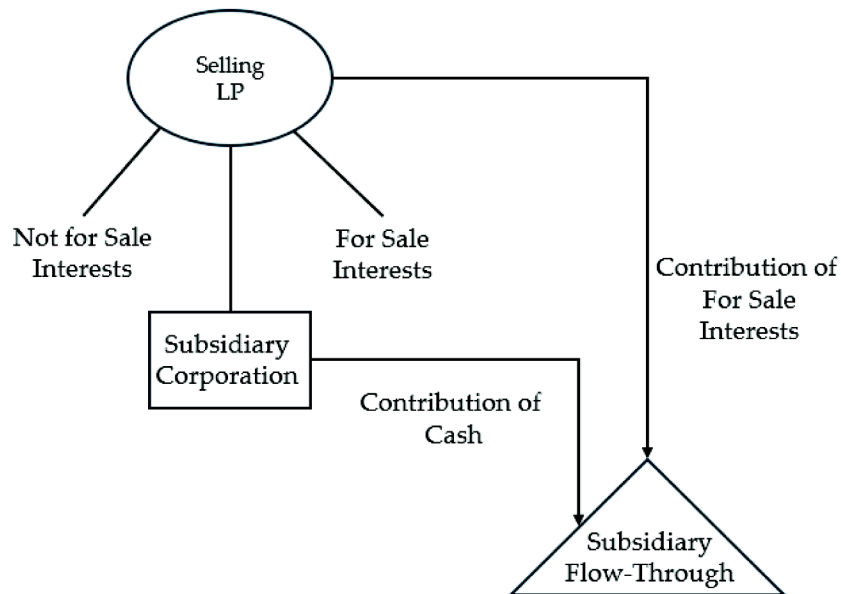 Selling
LP
Not for Sale
Interests
For Sale
Interests
Contribution of
For Sale
Interests
Subsidiary
Corporation
Contribution of
Cash
Subsidiary
Flow-Through